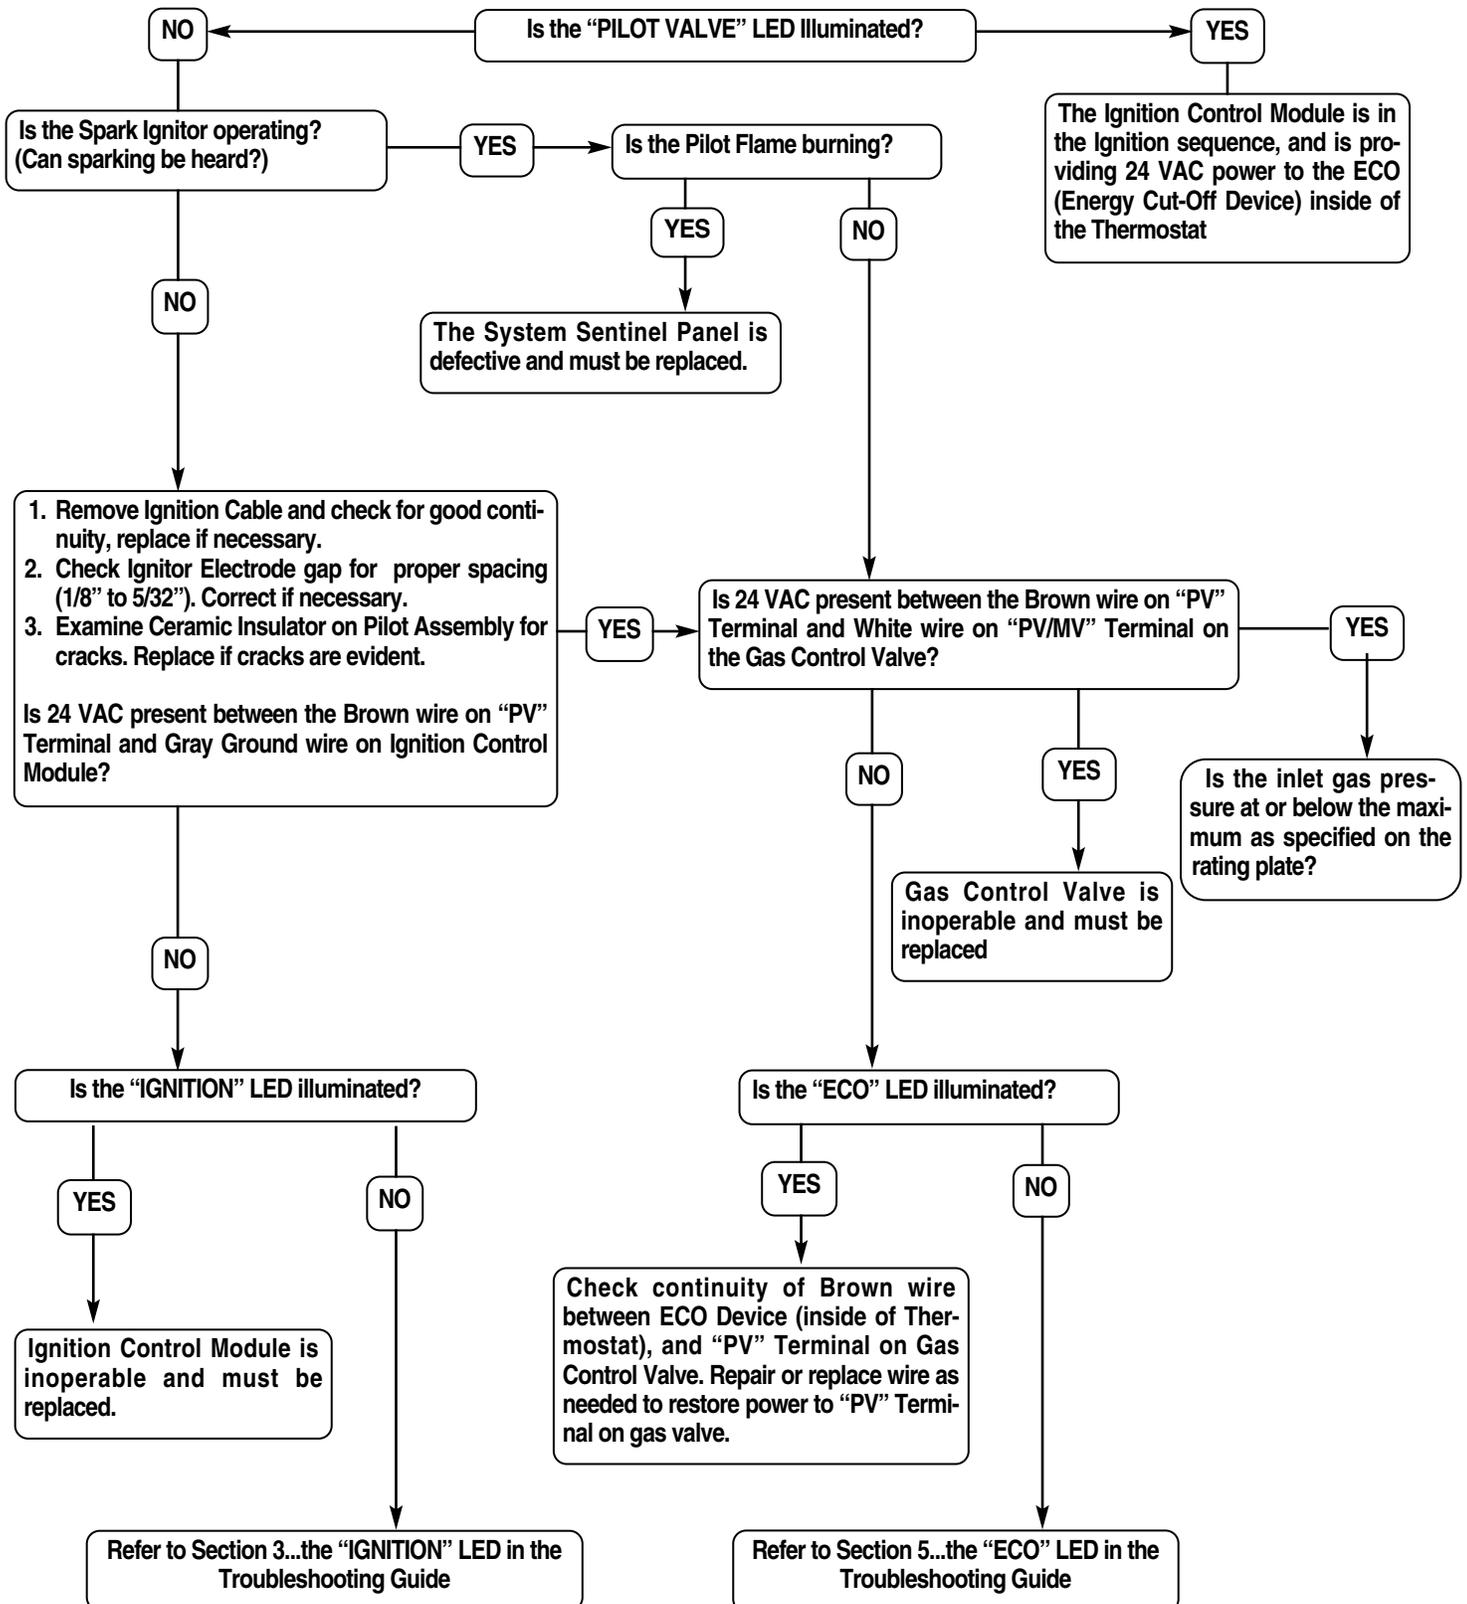 NO
Is the “PILOT VALVE” LED Illuminated?
YES
Is the Spark Ignitor operating?
(Can sparking be heard?)
YES
Is the Pilot Flame burning?
The Ignition Control Module is in
the Ignition sequence, and is pro-
viding 24 VAC power to the ECO
(Energy Cut-Off Device) inside of
the Thermostat
YES
NO
NO
The System Sentinel Panel is
defective and must be replaced.
1. Remove Ignition Cable and check for good conti-
nuity, replace if necessary.
2. Check Ignitor Electrode gap for proper spacing
(1/8” to 5/32”). Correct if necessary.
3. Examine Ceramic Insulator on Pilot Assembly for
cracks. Replace if cracks are evident.
Is 24 VAC present between the Brown wire on “PV”
Terminal and Gray Ground wire on Ignition Control
Module?
YES
Is 24 VAC present between the Brown wire on “PV”
Terminal and White wire on “PV/MV” Terminal on
the Gas Control Valve?
YES
NO
YES
Is the inlet gas pres-
sure at or below the maxi-
mum as specified on the
rating plate?
Gas Control Valve is
inoperable and must be
replaced
NO
Is the “IGNITION” LED illuminated?
Is the “ECO” LED illuminated?
YES
NO
YES
NO
Ignition Control Module is
inoperable and must be
replaced.
Check continuity of Brown wire
between ECO Device (inside of Ther-
mostat), and “PV” Terminal on Gas
Control Valve. Repair or replace wire as
needed to restore power to “PV” Termi-
nal on gas valve.
Refer to Section 3...the “IGNITION” LED in the
Troubleshooting Guide
Refer to Section 5...the “ECO” LED in the
Troubleshooting Guide